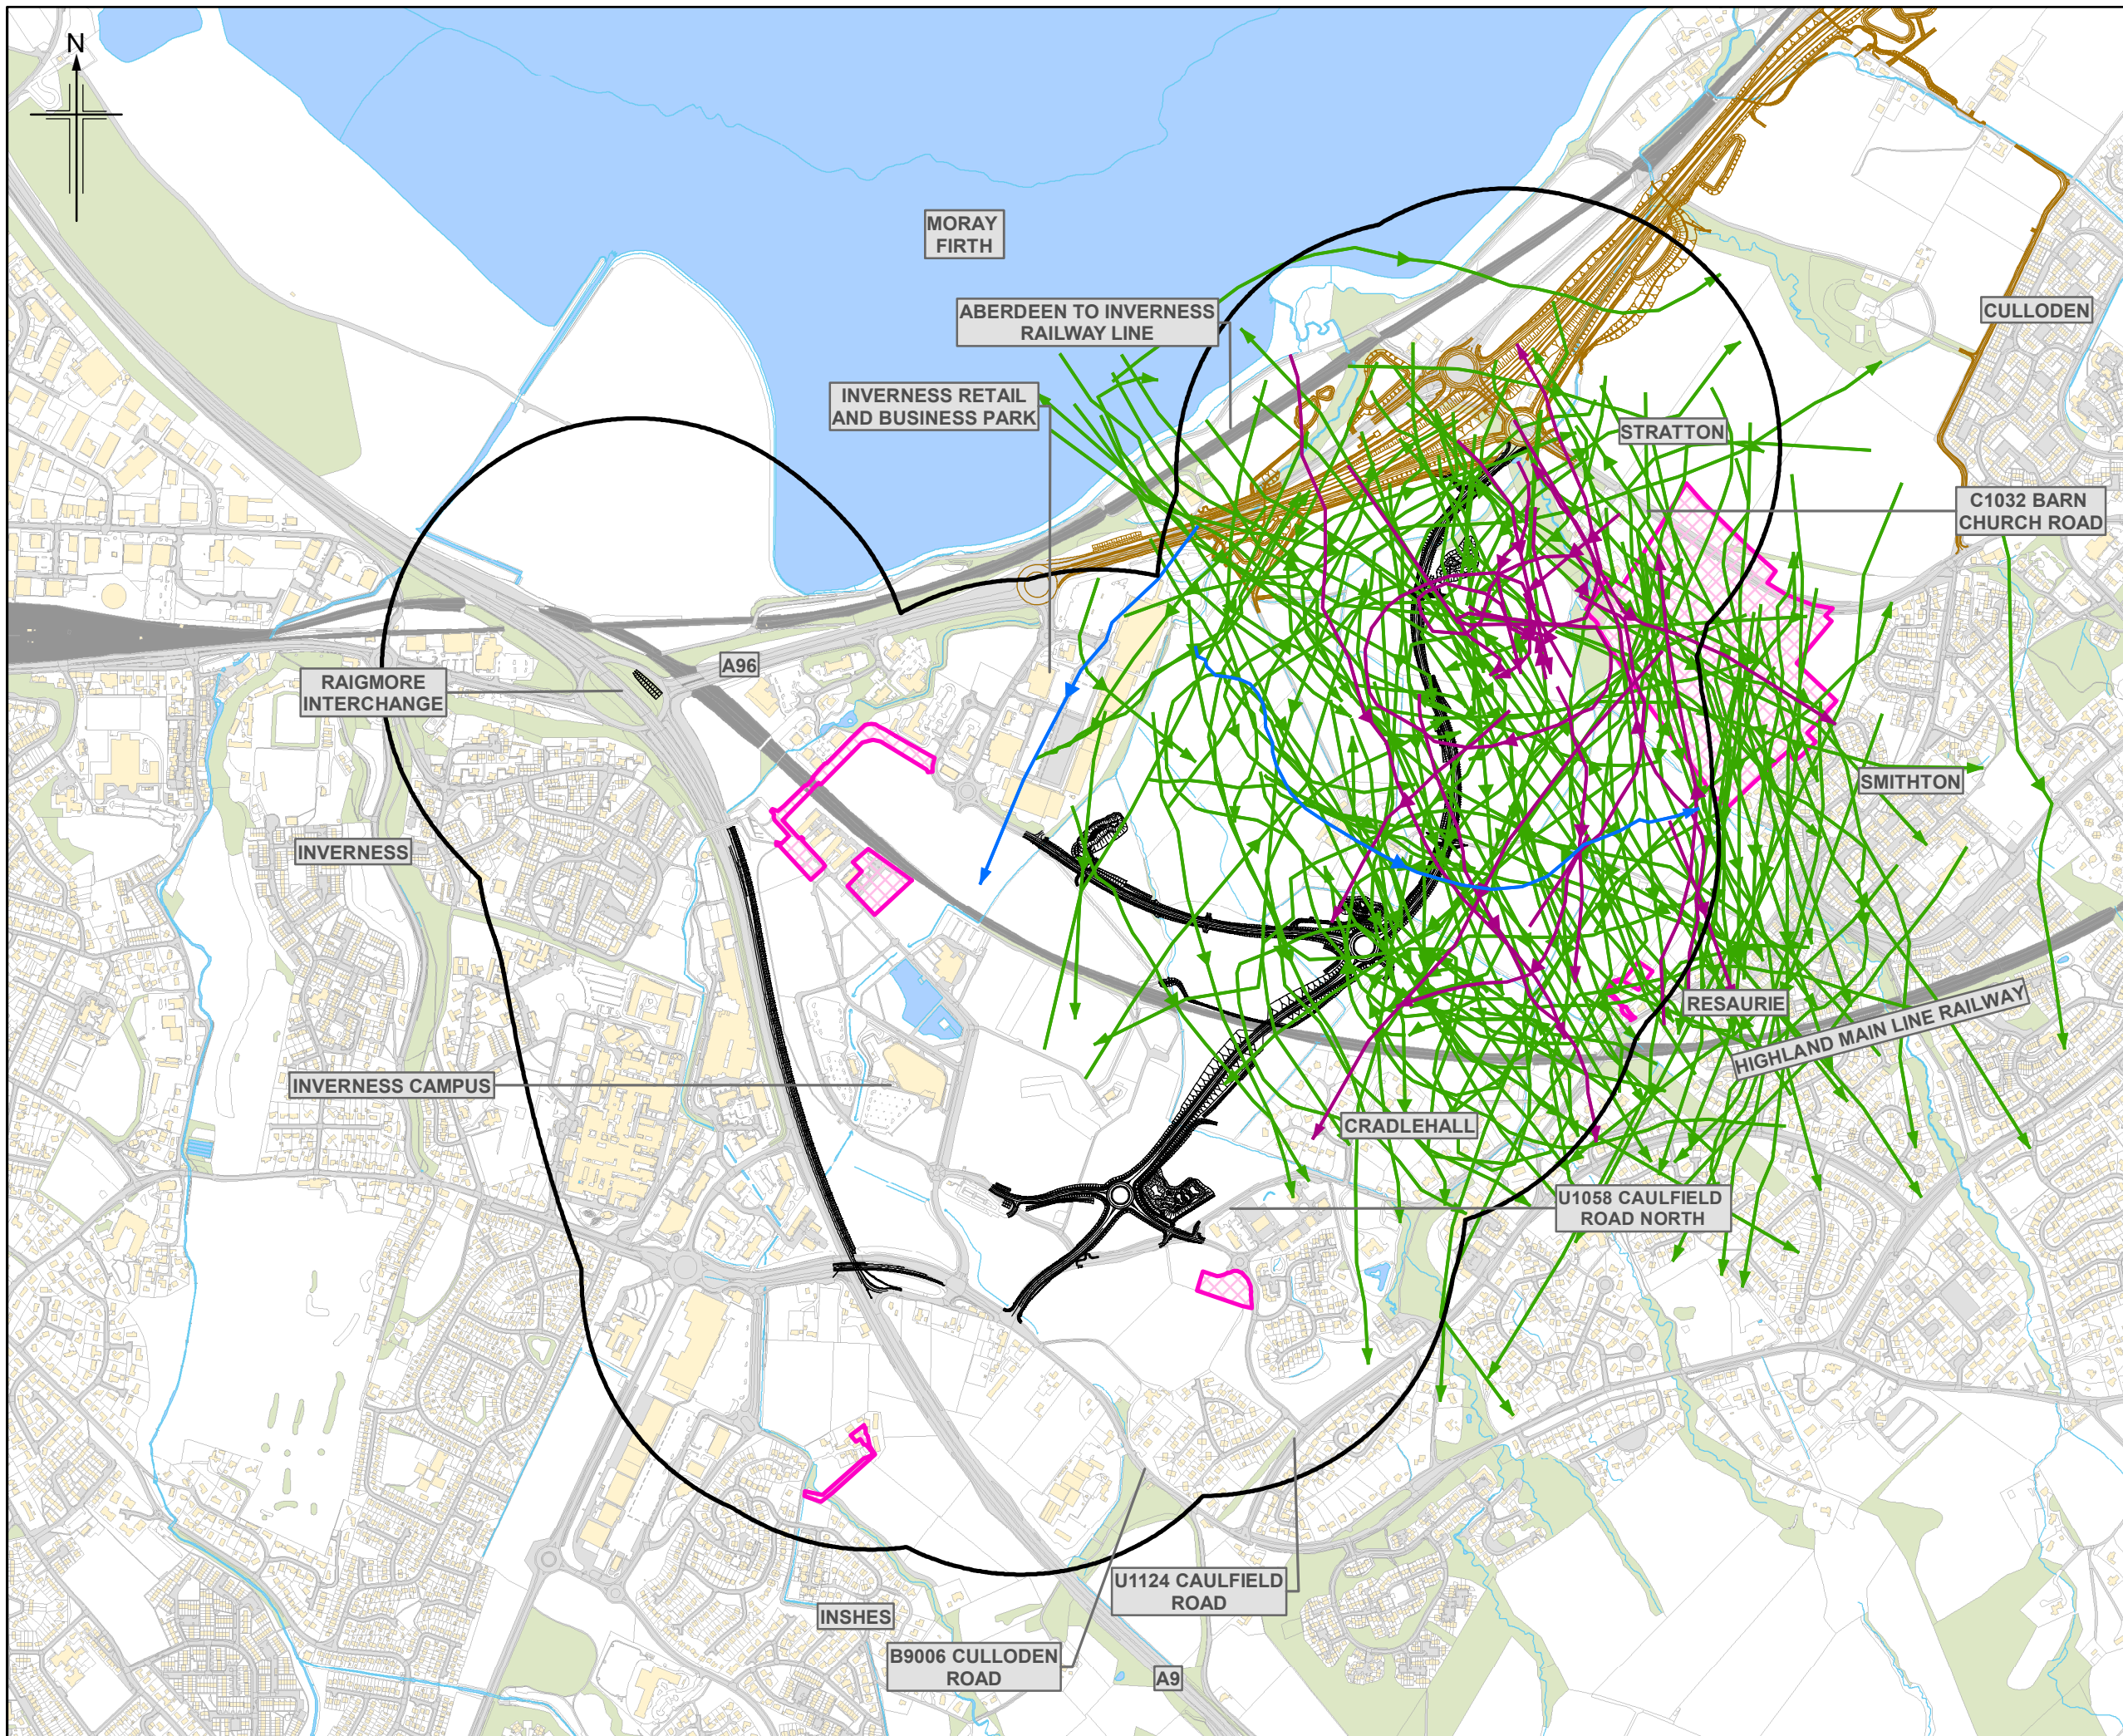 N
MORAY
FIRTH
ABERDEEN TO INVERNESS
RAILWAY LINE
CULLODEN
INVERNESS RETAIL
AND BUSINESS PARK
STRATTON
C1032 BARN
CHURCH ROAD
A96
RAIGMORE
INTERCHANGE
SMITHTON
INVERNESS
RESAURIE
HIGHLAND MAIN LINE RAILWAY
INVERNESS CAMPUS
CRADLEHALL
U1058 CAULFIELD
ROAD NORTH
U1124 CAULFIELD
ROAD
INSHES
B9006 CULLODEN
ROAD
A9